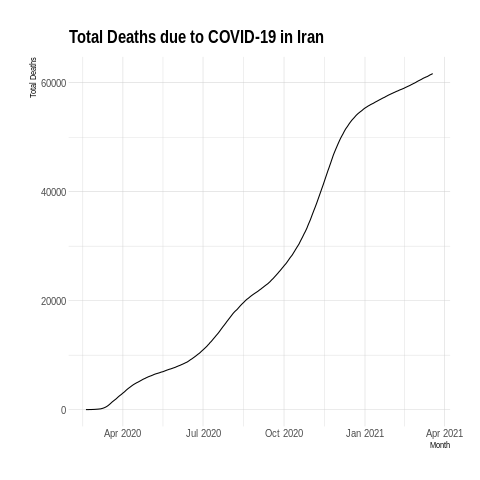 Total Deaths due to COVID-19 in Iran
Total Deaths
60000
40000
20000
0
Apr 2020 Jul 2020 Oct 2020 Jan 2021 Apr 2021
Month